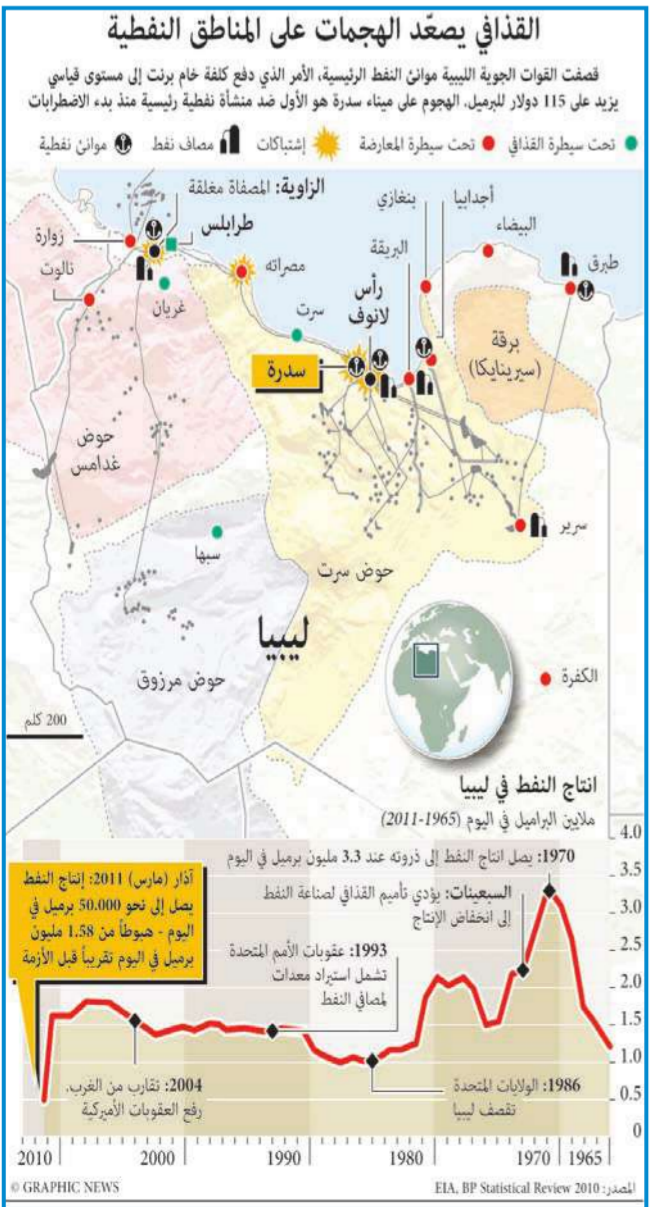 القذافي يصعّد الهجمات على المناطق النفطية
قصفت القوات الجوية الليبية موانئ النفط الرئيسية، الأمر الذي دفع كلفة خام برنت إلى مستوى قياسي
يزيد على 115 دولار للبرميل. الهجوم على ميناء سدرة هو الأول ضد منشأة نفطية رئيسية منذ بدء الاضطرابات
تحت سيطرة القذافي
تحت سيطرة المعارضة
إشتباكات
مصاف نفط
موانئ نفطية
الزاوية: المصفاة مغلقة
طرابلس
زوارة
نالوت
غريان
مصراته
سرت
رأس
لانوف
سدرة
البريقة
بنغازي
أجدابيا
البيضاء
طبرق
برقة
(سيرينايكا)
حوض
غدامس
سبها
حوض سرت
سرير
ليبيا
حوض مرزوق
الكفرة
200 كلم
انتاج النفط في ليبيا
ملايين البراميل في اليوم (1965-2011)
4.0
3.5
3.0
2.5
2.0
1.5
1.0
0.5
0
1970: يصل انتاج النفط إلى ذروته عند 3.3 مليون برميل في اليوم
السبعينات: يؤدي تأميم القذافي لصناعة النفط
إلى انخفاض الإنتاج
1993: عقوبات الأمم المتحدة
تشمل استيراد معدات
لمصافي النفط
آذار (مارس) 2011: إنتاج النفط
يصل إلى نحو 50.000 برميل في
اليوم - هبوطاً من 1.58 مليون
برميل في اليوم تقريباً قبل الأزمة
1986: الولايات المتحدة
تقصف ليبيا
2004: تقارب من الغرب.
رفع العقوبات الأميركية
2010 2000 1990 1980 1970 1965
المصدر: EIA, BP Statistical Review 2010
© GRAPHIC NEWS